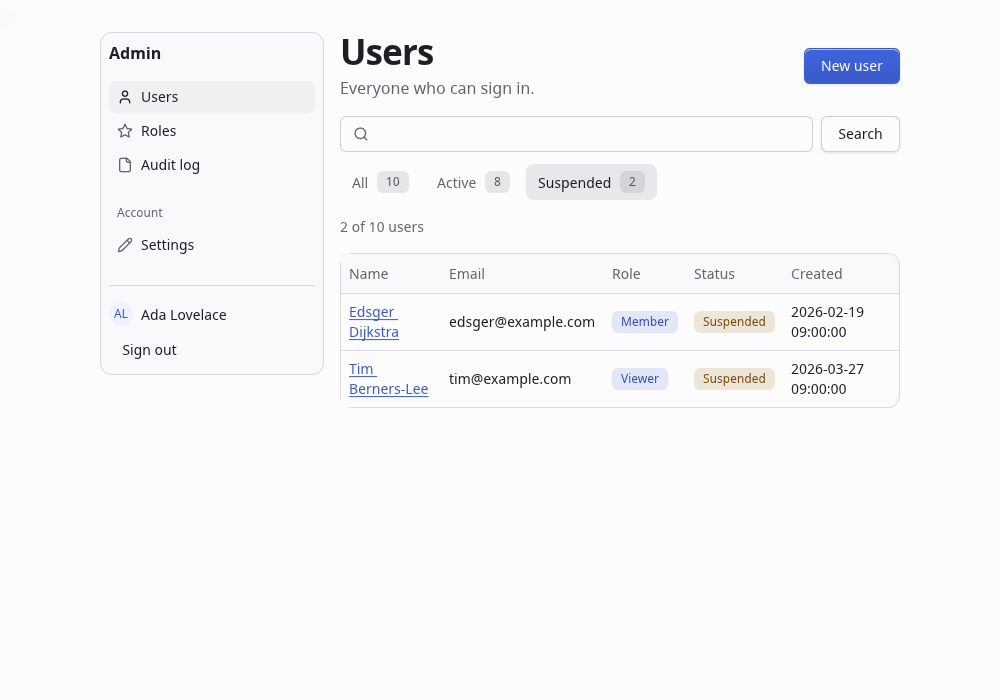 Admin
Users
Roles
Audit log
Account
Settings
AL Ada Lovelace
Sign out
Users
Everyone who can sign in.
New user
Search
All 10 Active 8 Suspended 2
2 of 10 users
Name Email Role Status Created
Edsger Dijkstra edsger@example.com Member Suspended 2026-02-19 09:00:00
Tim Berners-Lee tim@example.com Viewer Suspended 2026-03-27 09:00:00